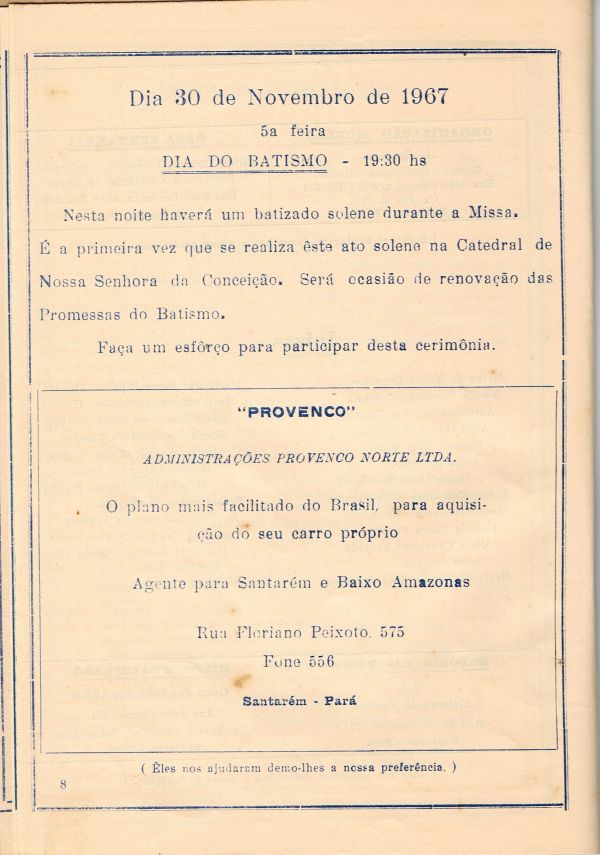 Dia 30 de Novembro de 1967
5a feira
DIA DO BATISMO - 19:30 hs
Nesta noite haverá um batizado solene durante a Missa.
É a primeira vez que se realiza êste ato solene na Catedral de
Nossa Senhora da Conceição. Será ocasião de renovação das
Promessas do Batismo.
Faça um esfôrço para participar desta cerimônia.
"PROVENCO"
ADMINISTRAÇÕES PROVENCO NORTE LTDA.
O plano mais facilitado do Brasil, para aquisi-
ção do seu carro próprio
Agente para Santarém e Baixo Amazonas
Rua Floriano Peixoto, 575
Fone 556
Santarém - Pará
( Êles nos ajudaram demo-lhes a nossa preferência. )
8